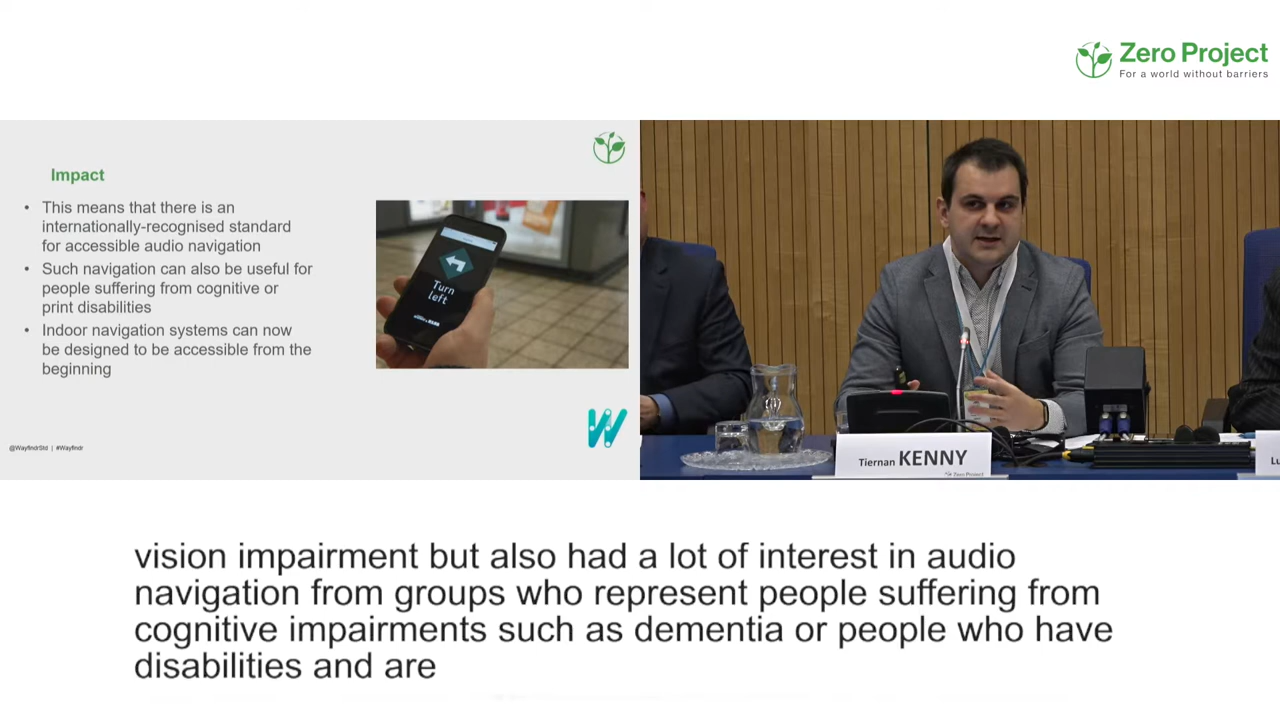 Zero Project
For a world without barriers
Impact
• This means that there is an
internationally-recognised standard
for accessible audio navigation
• Such navigation can also be useful for
people suffering from cognitive or
print disabilities
• Indoor navigation systems can now
be designed to be accessible from the
beginning
Turn
left
@WayfindrStd | #Wayfindr
Tiernan KENNY
Zero Project
Lu
vision impairment but also had a lot of interest in audio
navigation from groups who represent people suffering from
cognitive impairments such as dementia or people who have
disabilities and are